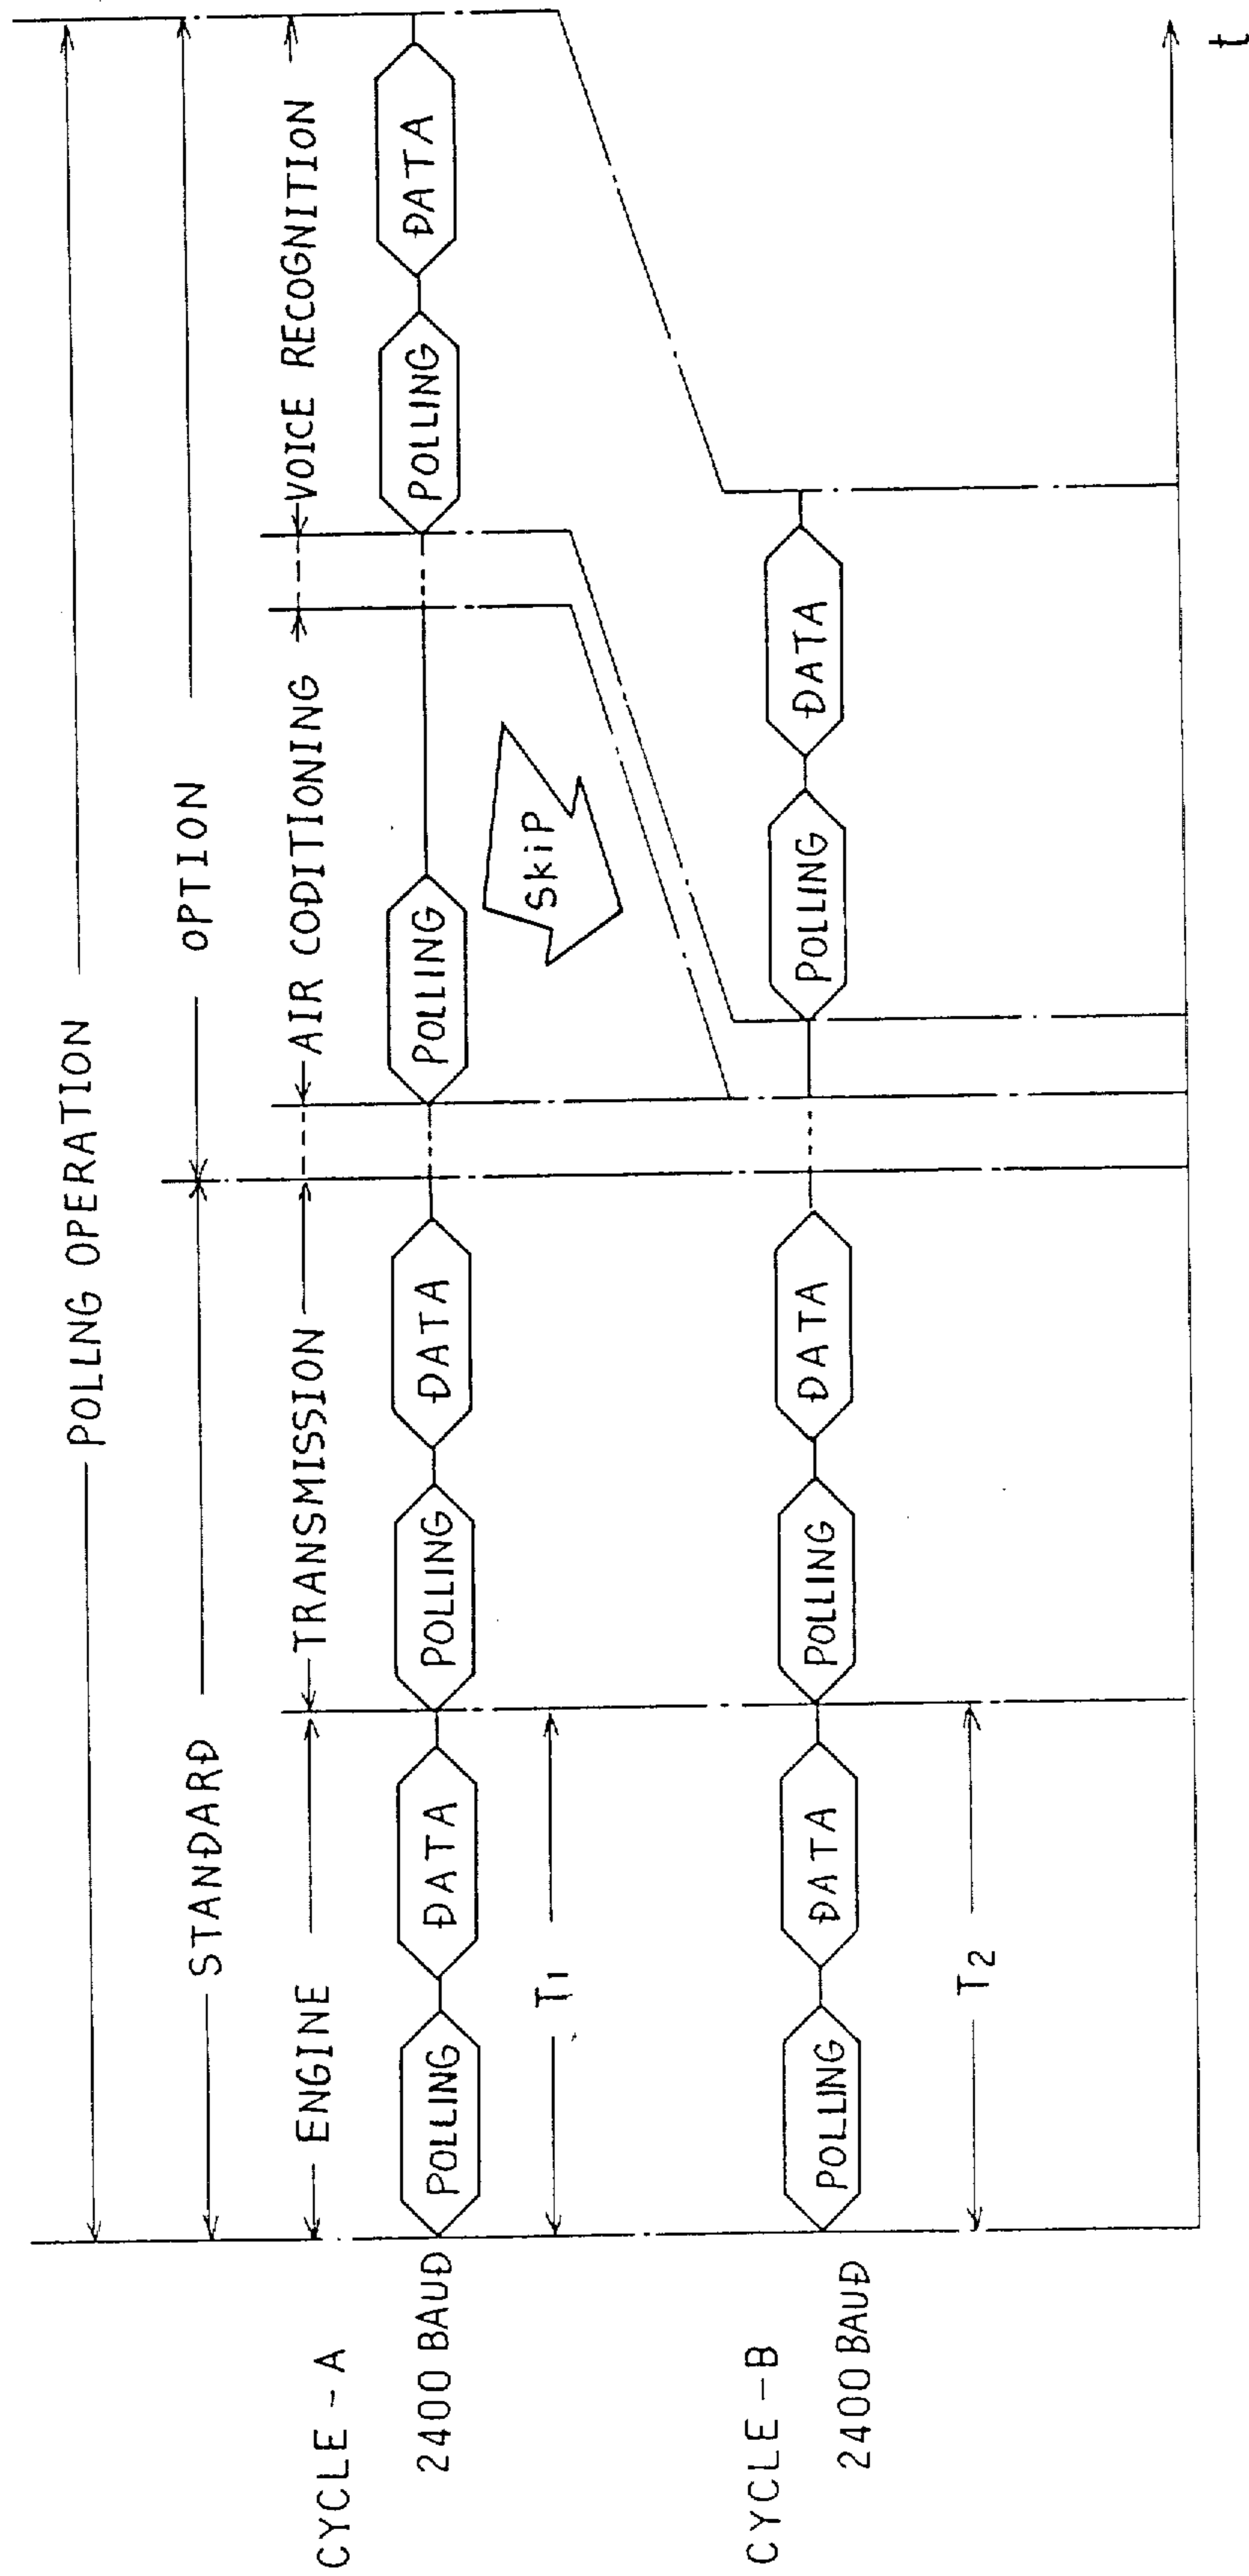 POLLNG OPERATION
STANDARD
OPTION
ENGINE
TRANSMISSION
AIR CODITIONING
VOICE RECOGNITION
CYCLE - A
2400 BAUD
POLLING
DATA
POLLING
DATA
POLLING
POLLING
DATA
T1
SKiP
CYCLE - B
2400 BAUD
POLLING
DATA
POLLING
DATA
POLLING
DATA
T2
t